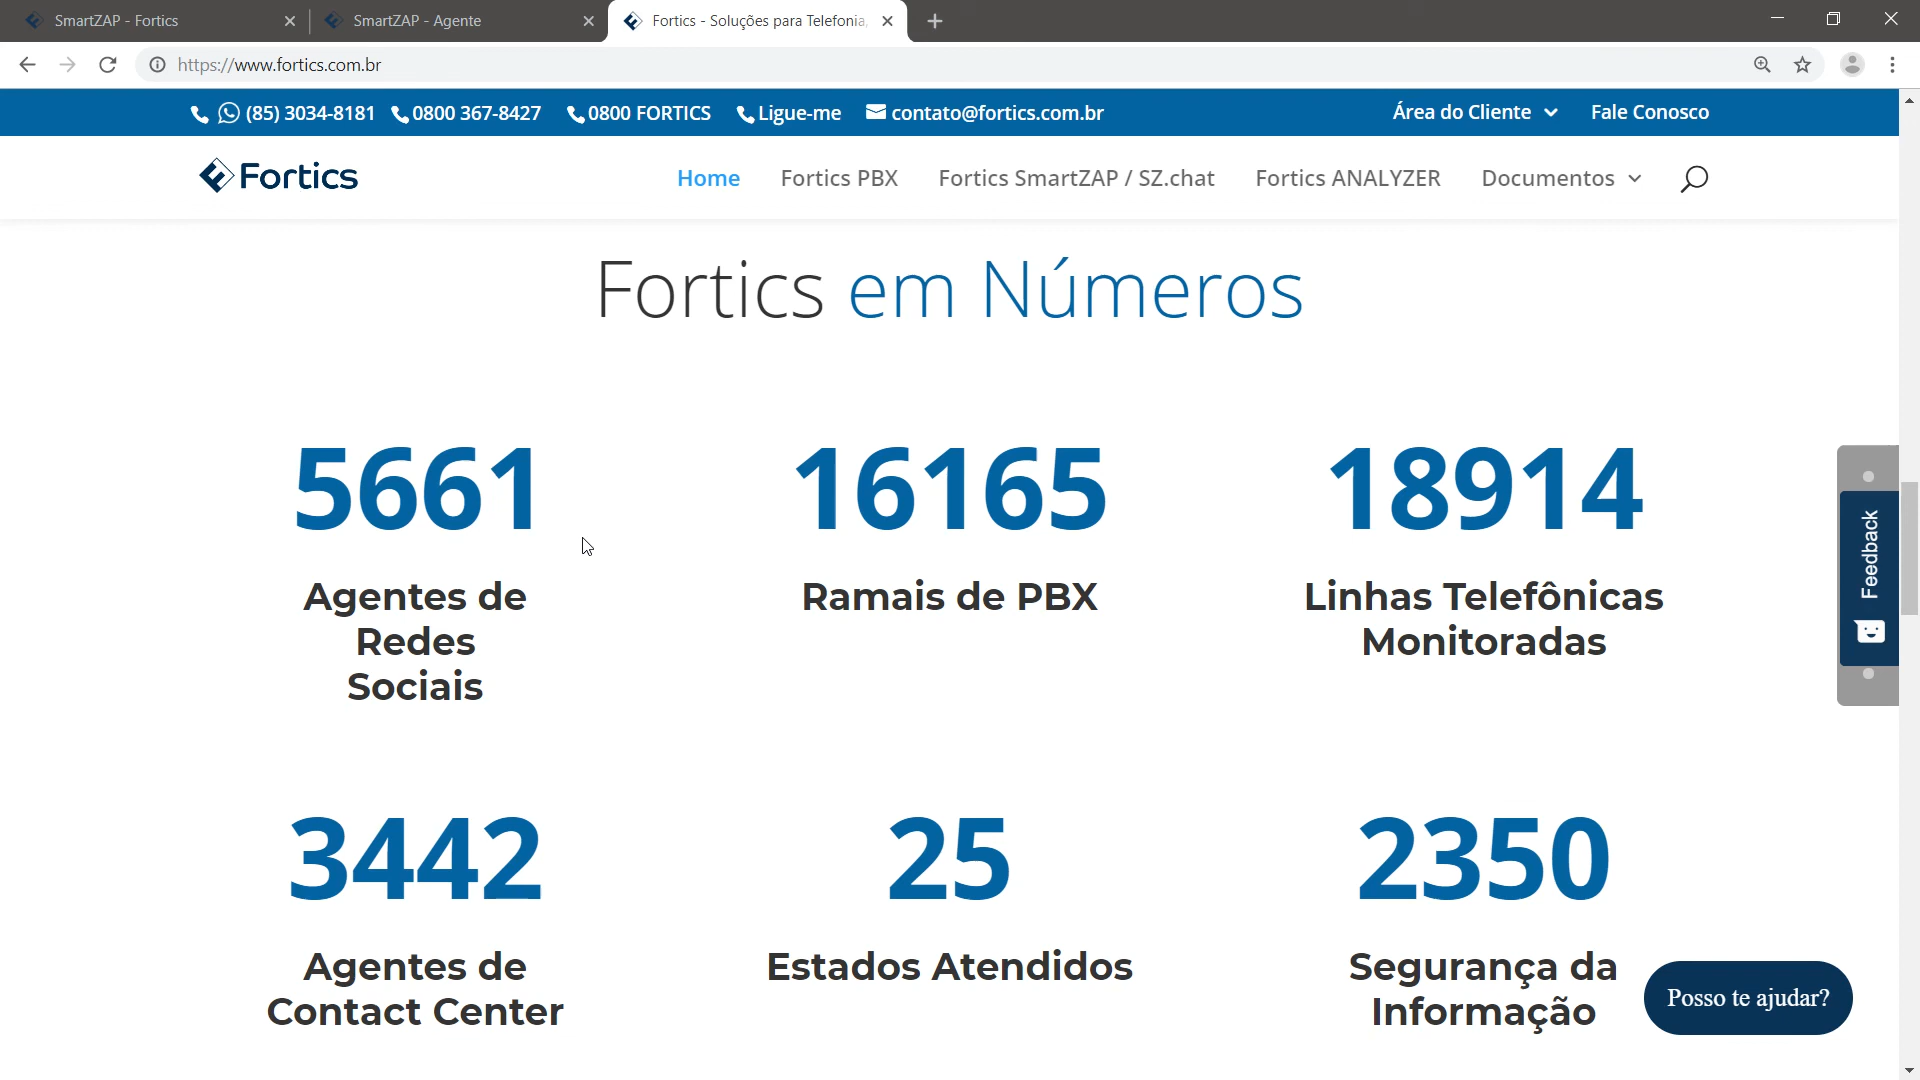 SmartZAP - Fortics
SmartZAP - Agente
Fortics - Soluções para Telefonia,
https://www.fortics.com.br
(85) 3034-8181 0800 367-8427 0800 FORTICS Ligue-me contato@fortics.com.br Área do Cliente Fale Conosco
Fortics
Home Fortics PBX Fortics SmartZAP / SZ.chat Fortics ANALYZER Documentos
Fortics em Números
5661
Agentes de
Redes
Sociais
16165
Ramais de PBX
18914
Linhas Telefônicas
Monitoradas
Feedback
3442
Agentes de
Contact Center
25
Estados Atendidos
2350
Segurança da
Informação
Posso te ajudar?